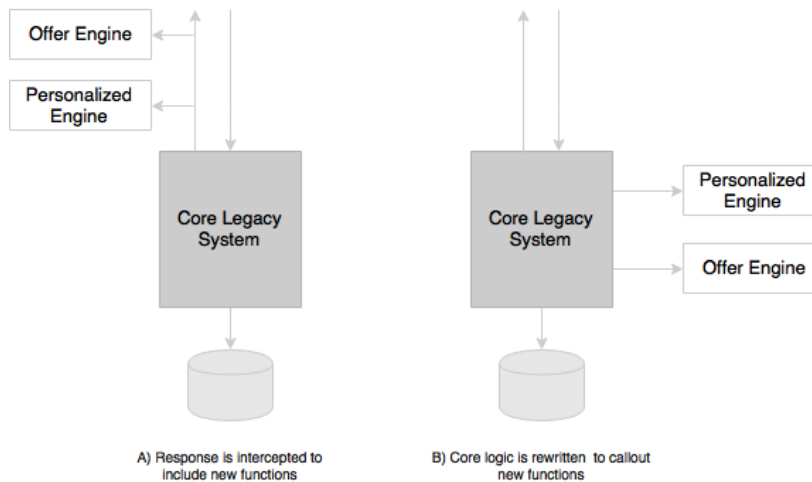 Offer Engine
Personalized
Engine
Core Legacy
System
A) Response is intercepted to
include new functions
Core Legacy
System
Personalized
Engine
Offer Engine
B) Core logic is rewritten  to callout
new functions